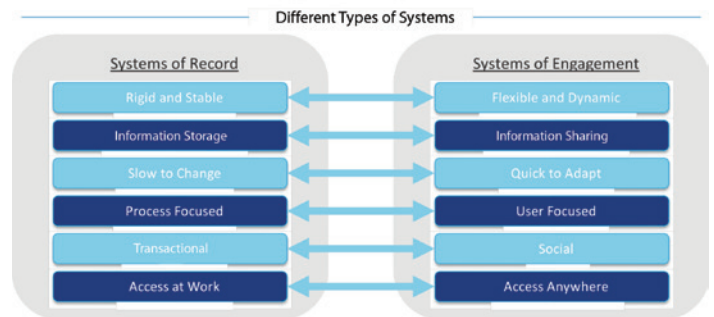 Different Types of Systems
Systems of Record
Rigid and Stable
Information Storage
Slow to Change
Process Focused
Transactional
Access at Work
Systems of Engagement
Flexible and Dynamic
Information Sharing
Quick to Adapt
User Focused
Social
Access Anywhere